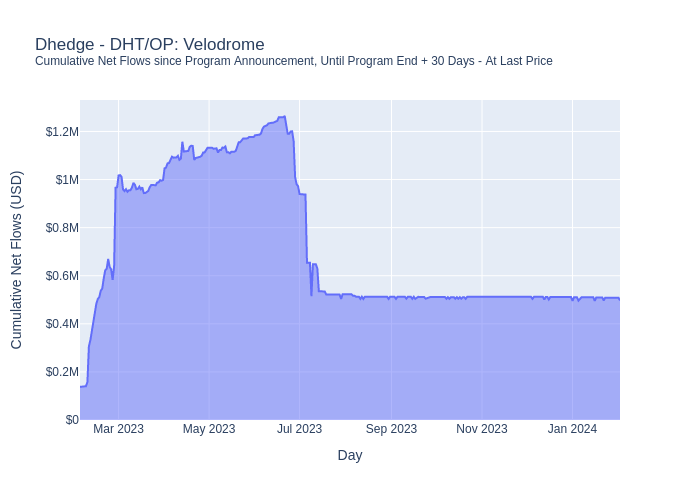 Dhedge - DHT/OP: Velodrome
Cumulative Net Flows since Program Announcement, Until Program End + 30 Days - At Last Price
Cumulative Net Flows (USD)
$1.2M
$1M
$0.8M
$0.6M
$0.4M
$0.2M
$0
Mar 2023 May 2023 Jul 2023 Sep 2023 Nov 2023 Jan 2024
Day